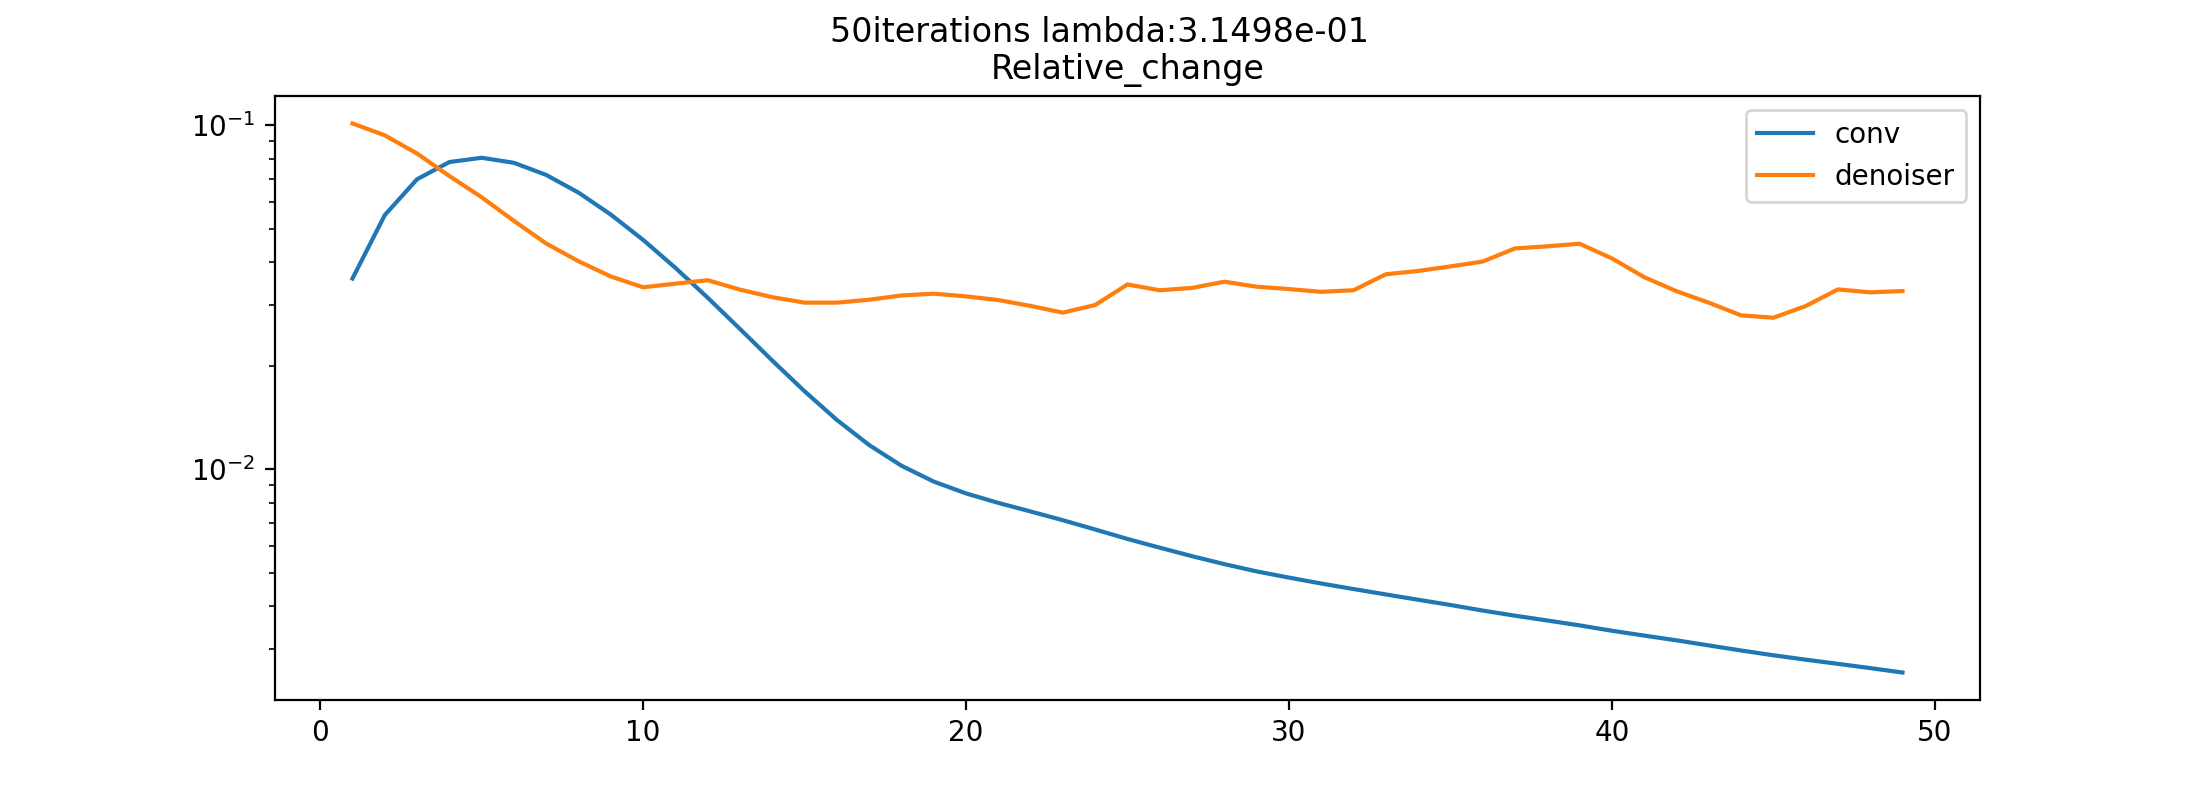 50iterations lambda:3.1498e-01
Relative_change
10⁻¹
10⁻²
0 10 20 30 40 50
conv
denoiser